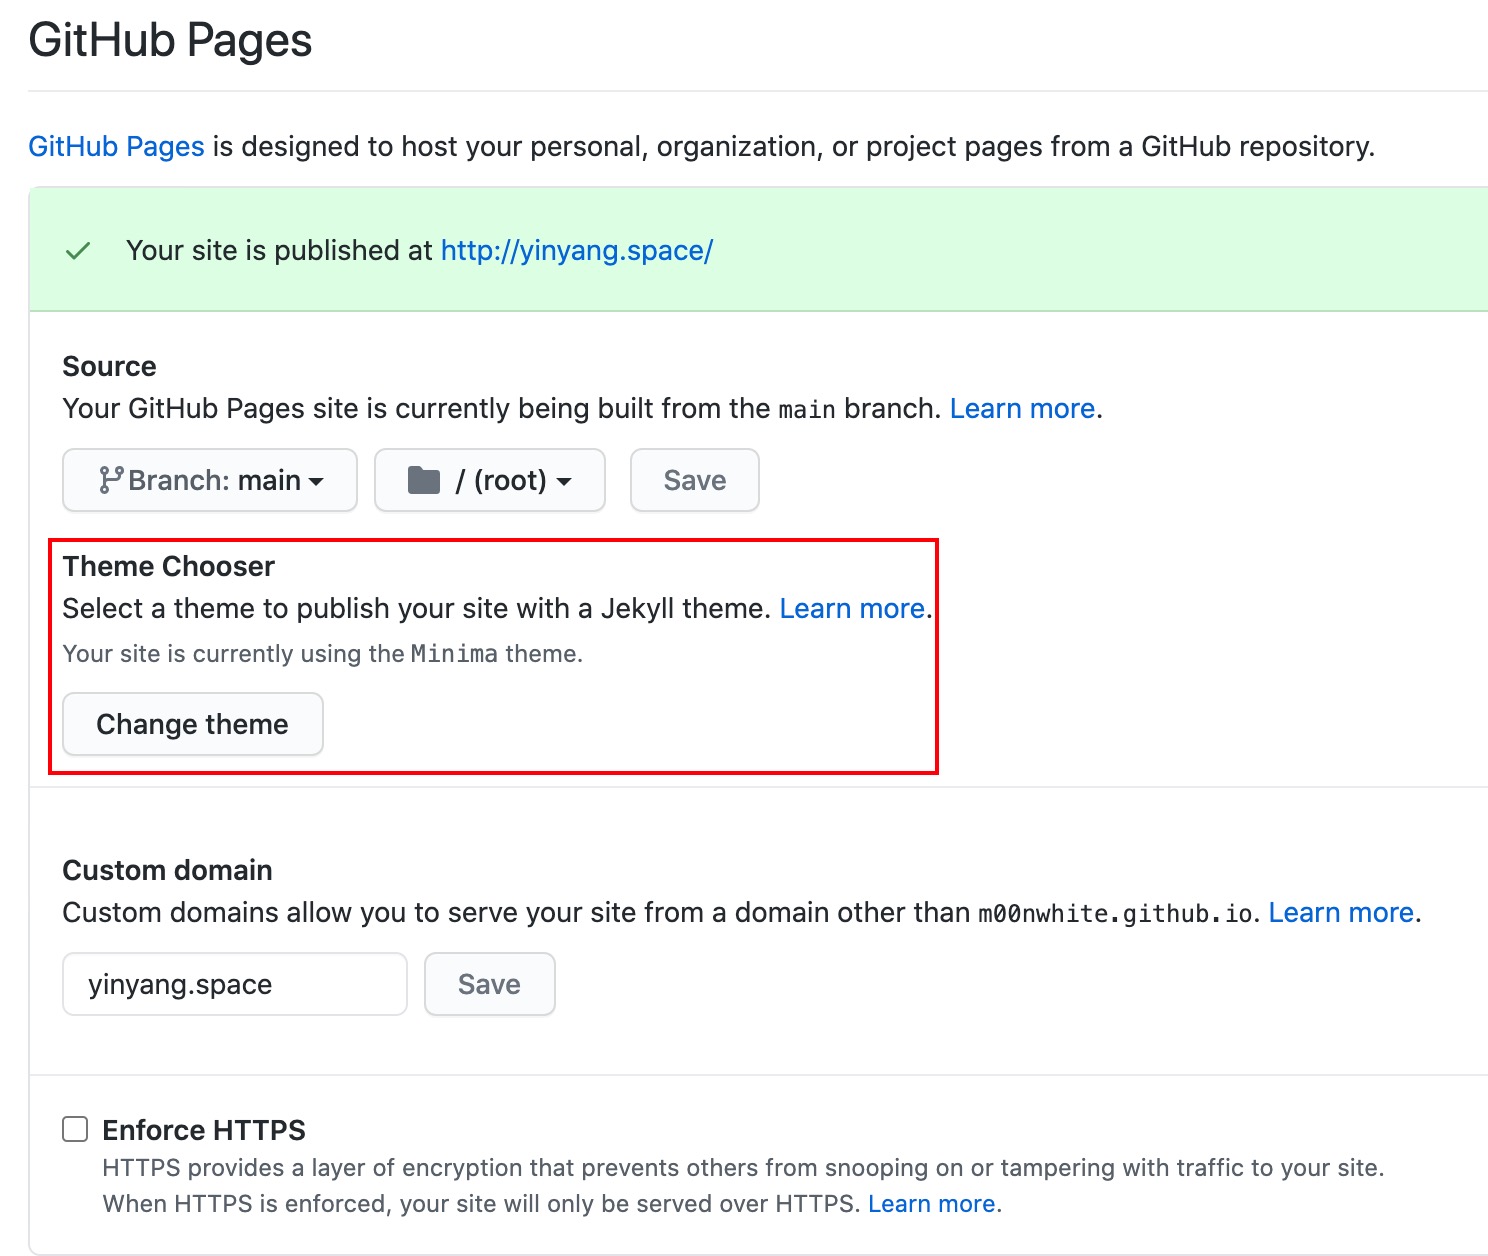 GitHub Pages
GitHub Pages is designed to host your personal, organization, or project pages from a GitHub repository.
Your site is published at http://yinyang.space/
Source
Your GitHub Pages site is currently being built from the main branch. Learn more.
Branch: main / (root) Save
Theme Chooser
Select a theme to publish your site with a Jekyll theme. Learn more.
Your site is currently using the Minima theme.
Change theme
Custom domain
Custom domains allow you to serve your site from a domain other than m00nwhite.github.io. Learn more.
yinyang.space Save
Enforce HTTPS
HTTPS provides a layer of encryption that prevents others from snooping on or tampering with traffic to your site.
When HTTPS is enforced, your site will only be served over HTTPS. Learn more.